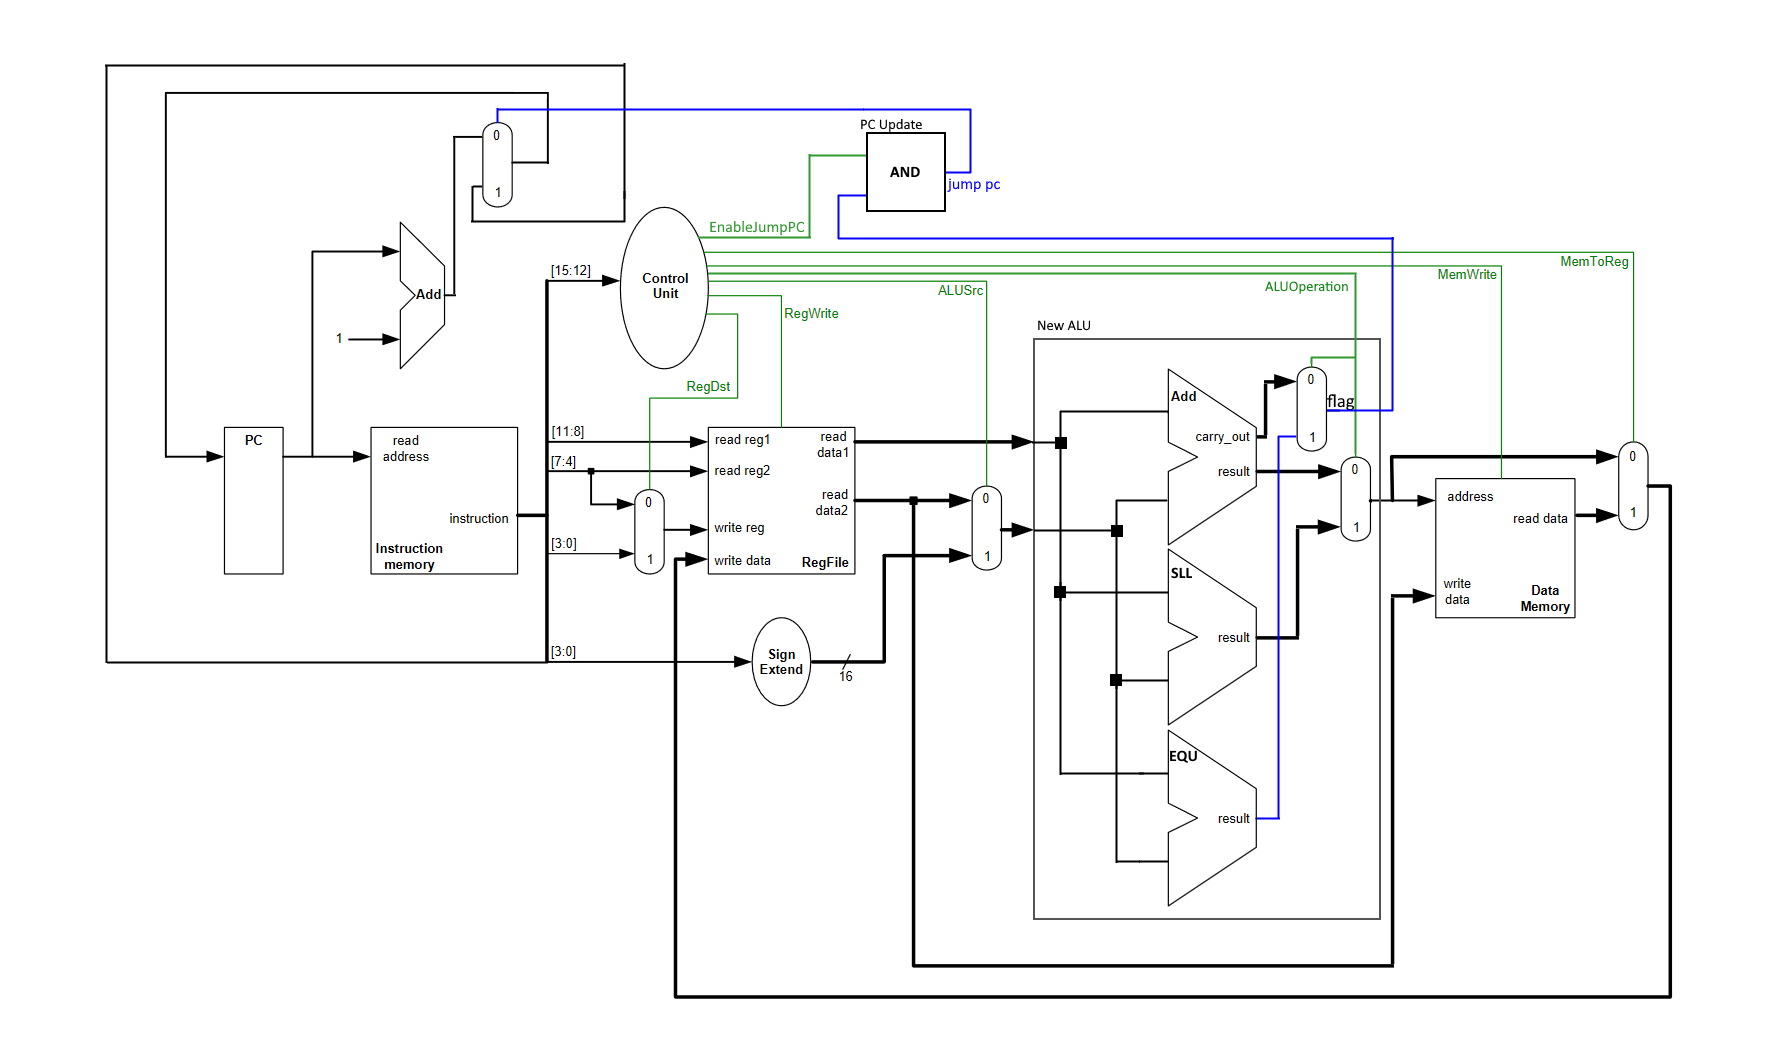 PC Update
0
AND
jump pc
1
EnableJumpPC
[15:12]
Control
Unit
MemToReg
MemWrite
ALUSrc
ALUOperation
Add
RegWrite
1
New ALU
RegDst
0
Add
flag
[11:8]
carry_out
1
PC
read
address
read reg1
read
data1
[7:4]
read reg2
result
0
0
read
data2
0
0
address
instruction
write reg
1
1
read data
[3:0]
1
1
Instruction
memory
write data
RegFile
SLL
write
data
Data
Memory
result
[3:0]
Sign
Extend
16
EQU
result